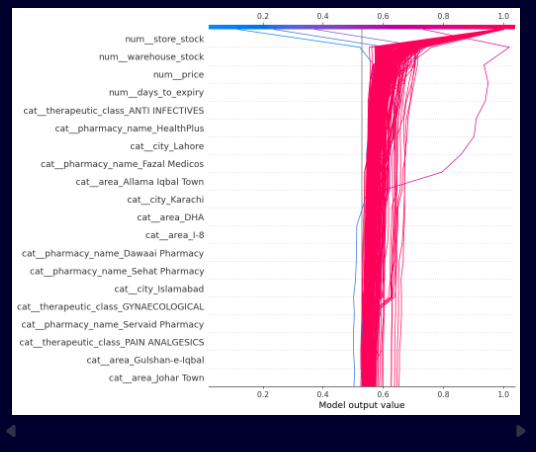 0.2 0.4 0.6 0.8 1.0
num__store_stock
num__warehouse_stock
num__price
num__days_to_expiry
cat__therapeutic_class_ANTI INFECTIVES
cat__pharmacy_name_HealthPlus
cat__city_Lahore
cat__pharmacy_name_Fazal Medicos
cat__area_Allama Iqbal Town
cat__city_Karachi
cat__area_DHA
cat__area_I-8
cat__pharmacy_name_Dawaai Pharmacy
cat__pharmacy_name_Sehat Pharmacy
cat__city_Islamabad
cat__therapeutic_class_GYNAECOLOGICAL
cat__pharmacy_name_Servaid Pharmacy
cat__therapeutic_class_PAIN ANALGESICS
cat__area_Gulshan-e-Iqbal
cat__area_Johar Town
0.2 0.4 0.6 0.8 1.0
Model output value